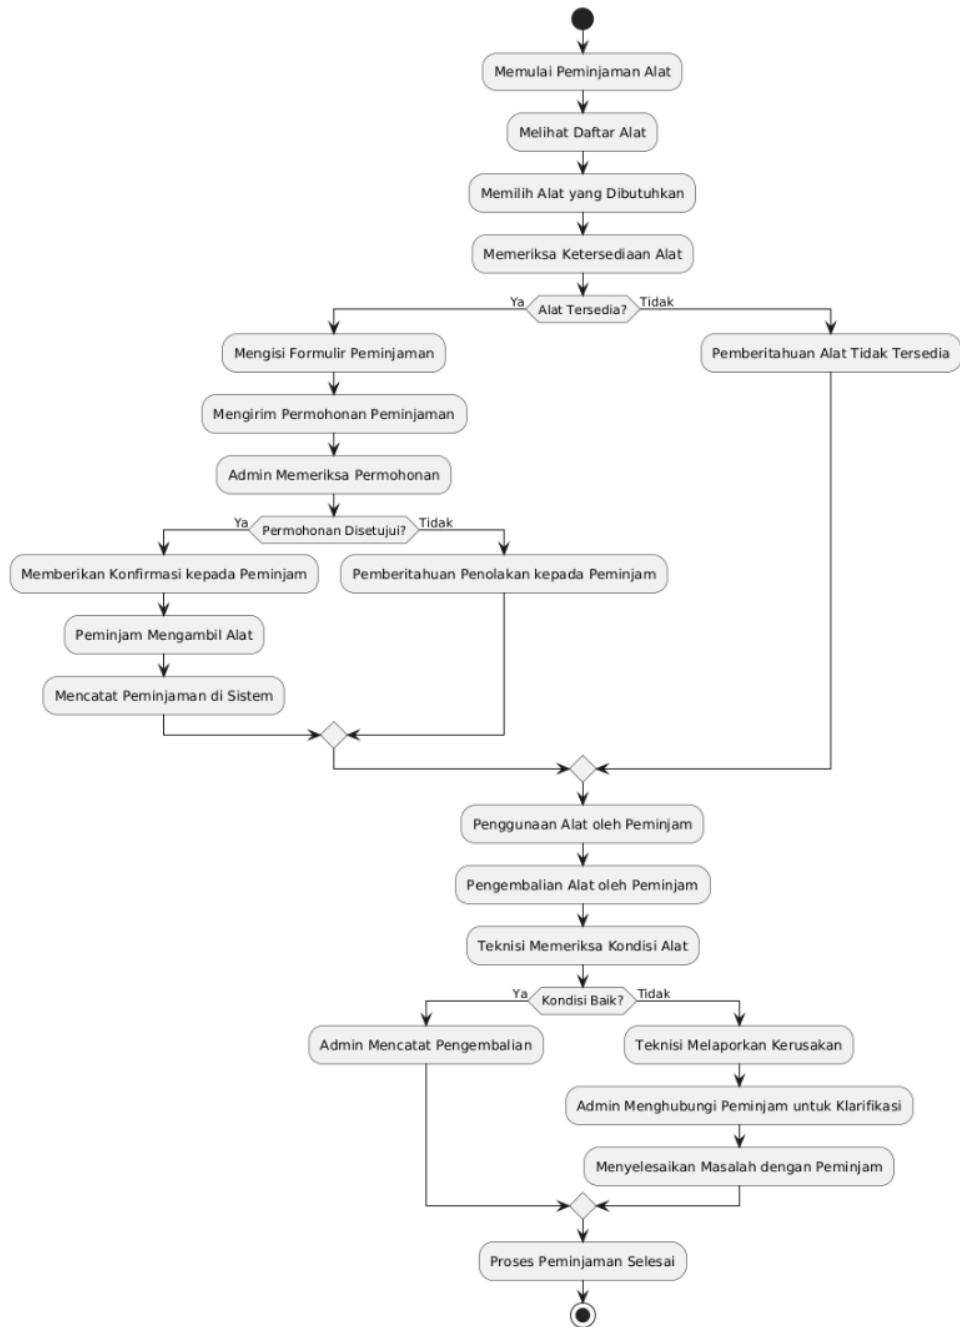 Memulai Peminjaman Alat
Melihat Daftar Alat
Memilih Alat yang Dibutuhkan
Memeriksa Ketersediaan Alat
Ya
Alat Tersedia?
Tidak
Mengisi Formulir Peminjaman
Pemberitahuan Alat Tidak Tersedia
Mengirim Permohonan Peminjaman
Admin Memeriksa Permohonan
Ya
Permohonan Disetujui?
Tidak
Memberikan Konfirmasi kepada Peminjam
Pemberitahuan Penolakan kepada Peminjam
Peminjam Mengambil Alat
Mencatat Peminjaman di Sistem
Penggunaan Alat oleh Peminjam
Pengembalian Alat oleh Peminjam
Teknisi Memeriksa Kondisi Alat
Ya
Kondisi Baik?
Tidak
Admin Mencatat Pengembalian
Teknisi Melaporkan Kerusakan
Admin Menghubungi Peminjam untuk Klarifikasi
Menyelesaikan Masalah dengan Peminjam
Proses Peminjaman Selesai